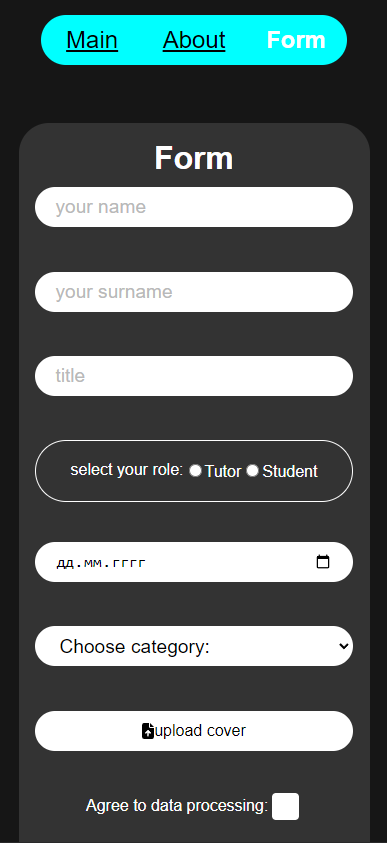 Main About Form
Form
your name
your surname
title
select your role: Tutor Student
дд.мм.гггг
Choose category:
upload cover
Agree to data processing: